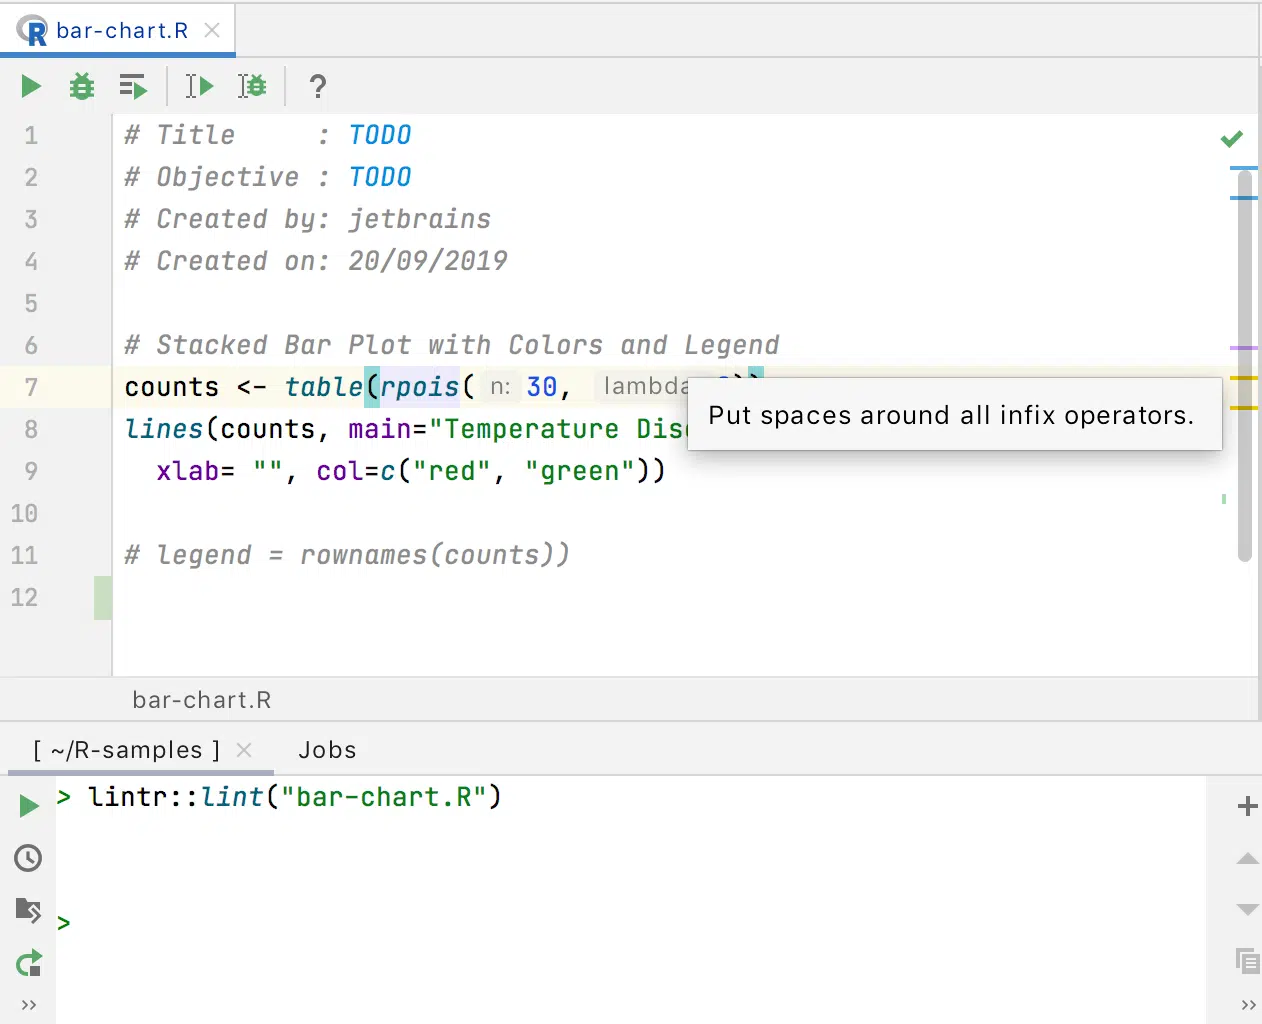 bar-chart.R
?
1 # Title     : TODO
2 # Objective : TODO
3 # Created by: jetbrains
4 # Created on: 20/09/2019
5
6 # Stacked Bar Plot with Colors and Legend
7 counts <- table(rpois( n: 30, lambda
Put spaces around all infix operators.
8 lines(counts, main="Temperature
9   xlab= "", col=c("red", "green"))
10
11 # legend = rownames(counts))
12
bar-chart.R
[ ~/R-samples ] Jobs
> lintr::lint("bar-chart.R")
>